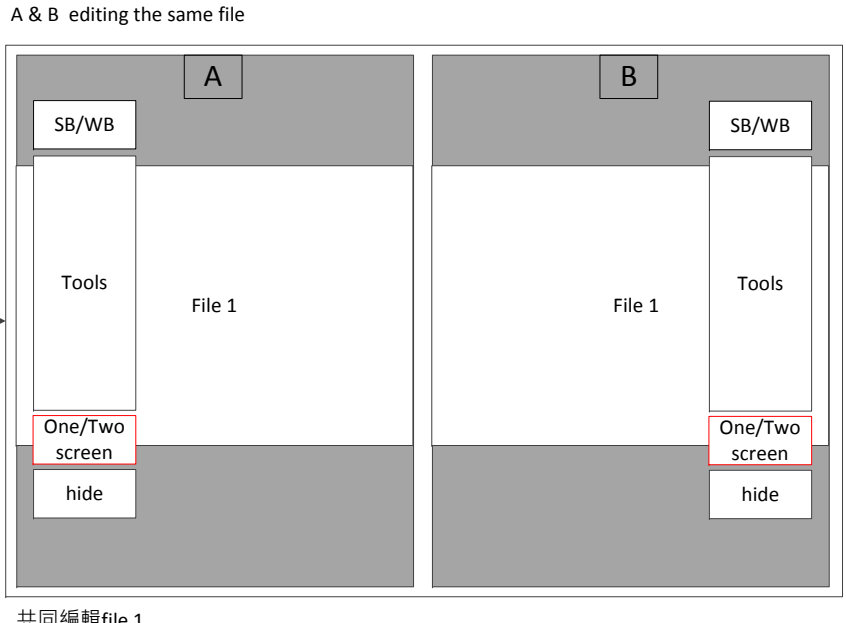 A & B editing the same file
A
B
SB/WB
SB/WB
Tools
Tools
File 1
File 1
One/Two
screen
One/Two
screen
hide
hide
共同編輯file 1